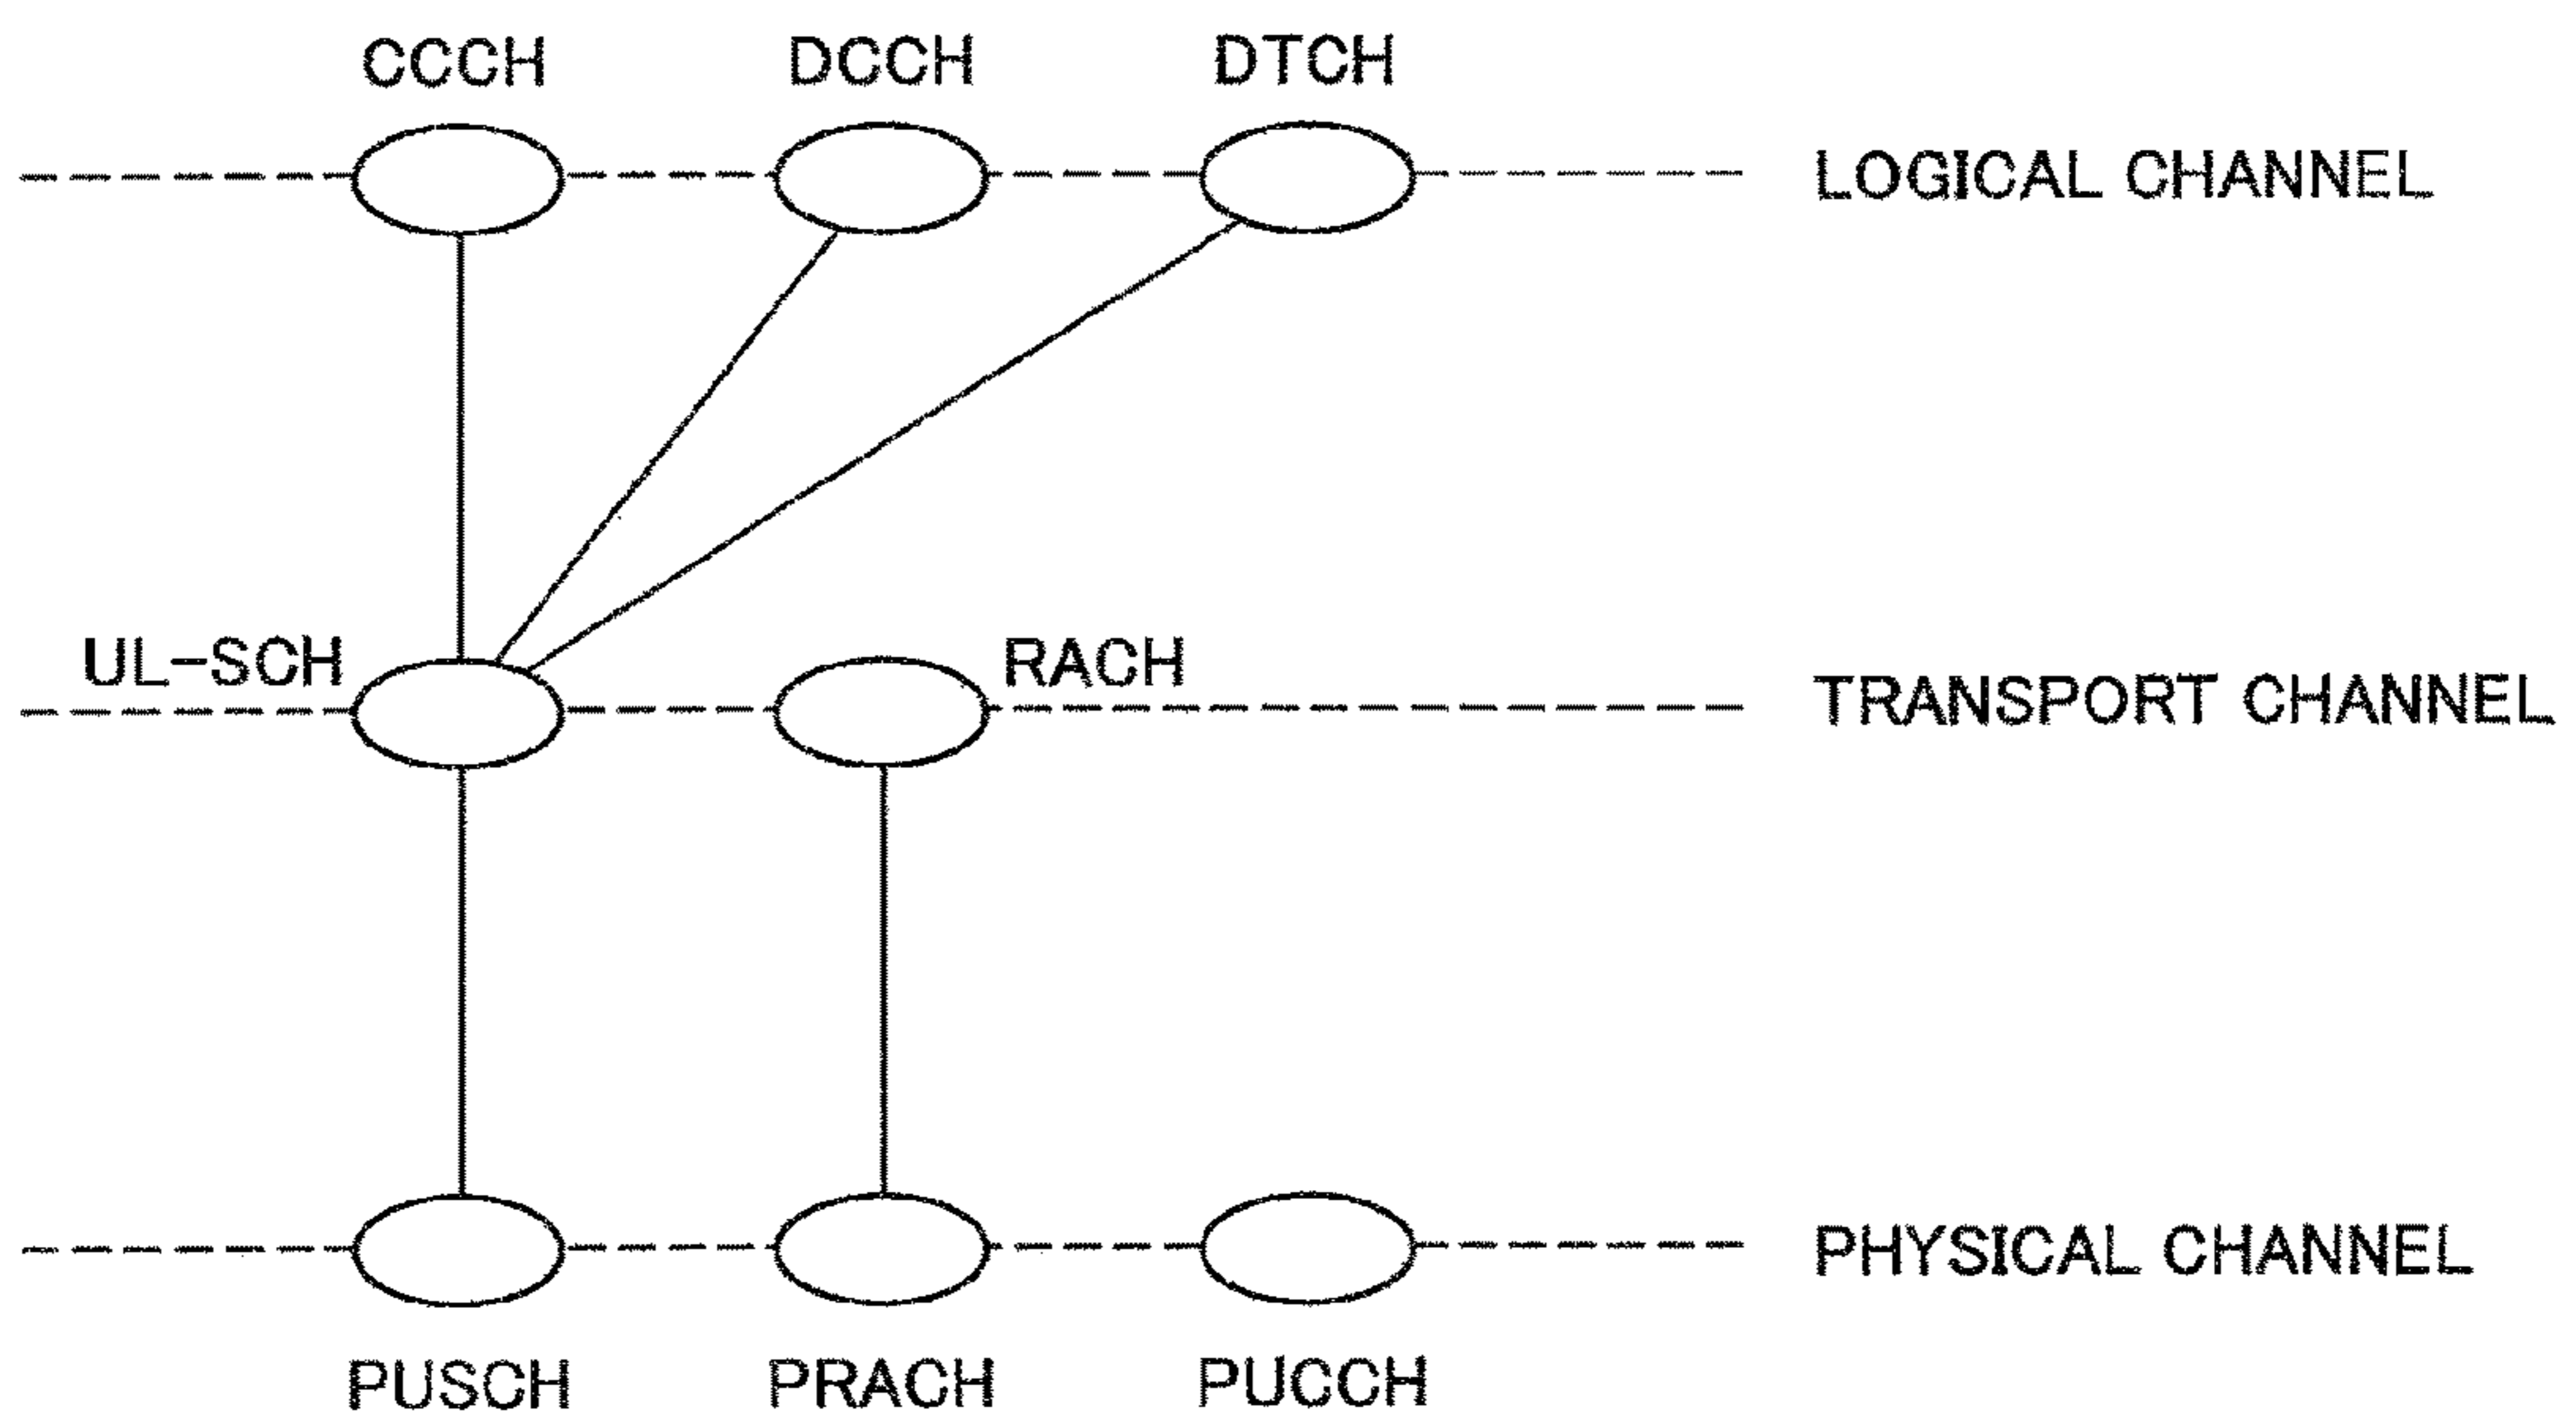 CCCH DCCH DTCH
LOGICAL CHANNEL
UL-SCH RACH
TRANSPORT CHANNEL
PHYSICAL CHANNEL
PUSCH PRACH PUCCH